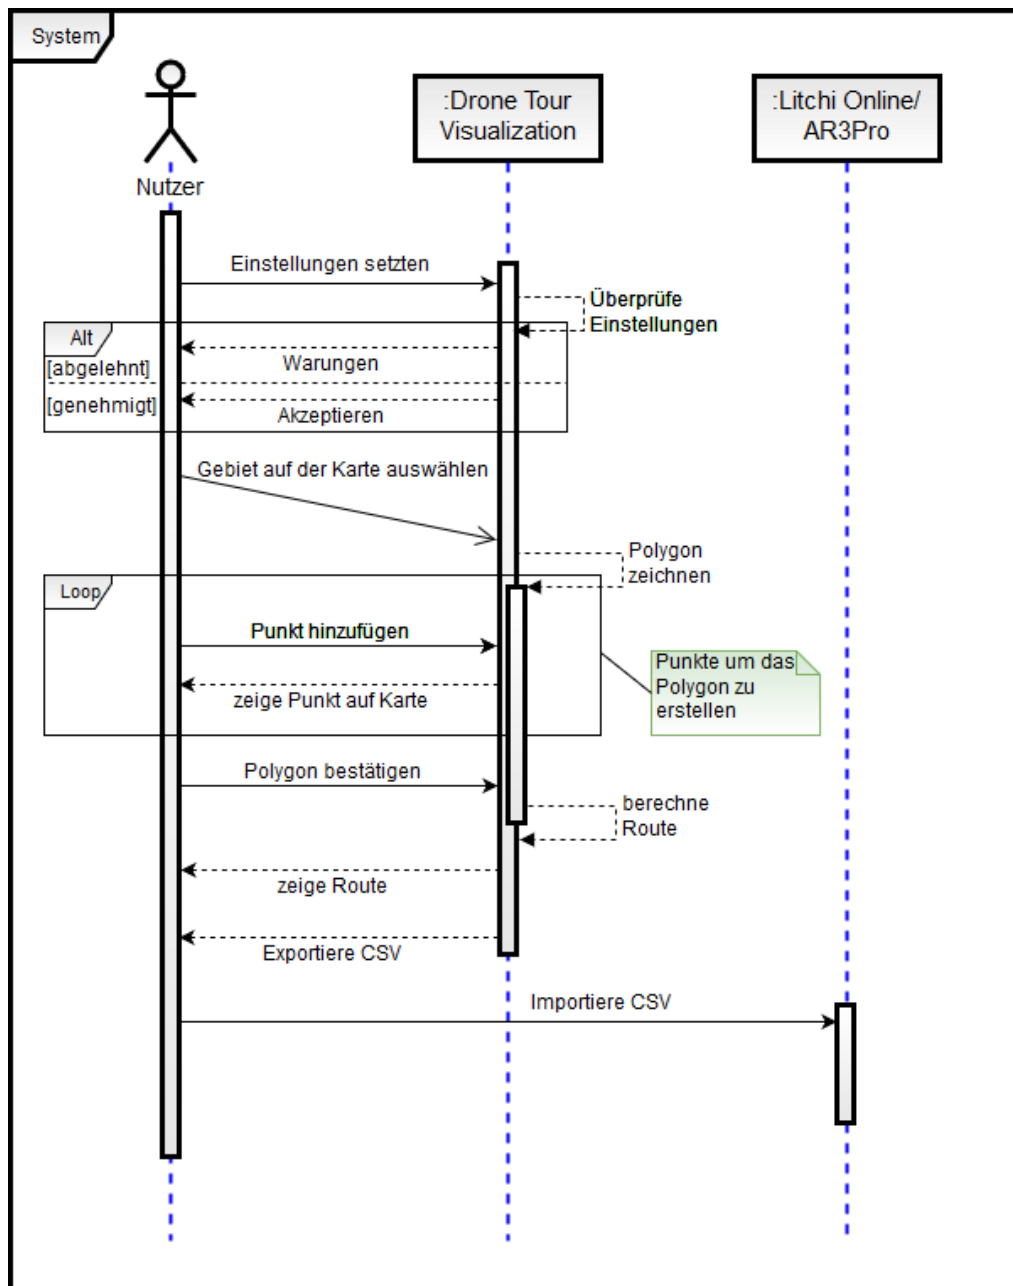 System
:Drone Tour
Visualization
:Litchi Online/
AR3Pro
Nutzer
Einstellungen setzten
Überprüfe
Einstellungen
Alt
[abgelehnt]
Warungen
[genehmigt]
Akzeptieren
Gebiet auf der Karte auswählen
Polygon
zeichnen
Loop
Punkt hinzufügen
zeige Punkt auf Karte
Punkte um das
Polygon zu
erstellen
Polygon bestätigen
berechne
Route
zeige Route
Exportiere CSV
Importiere CSV